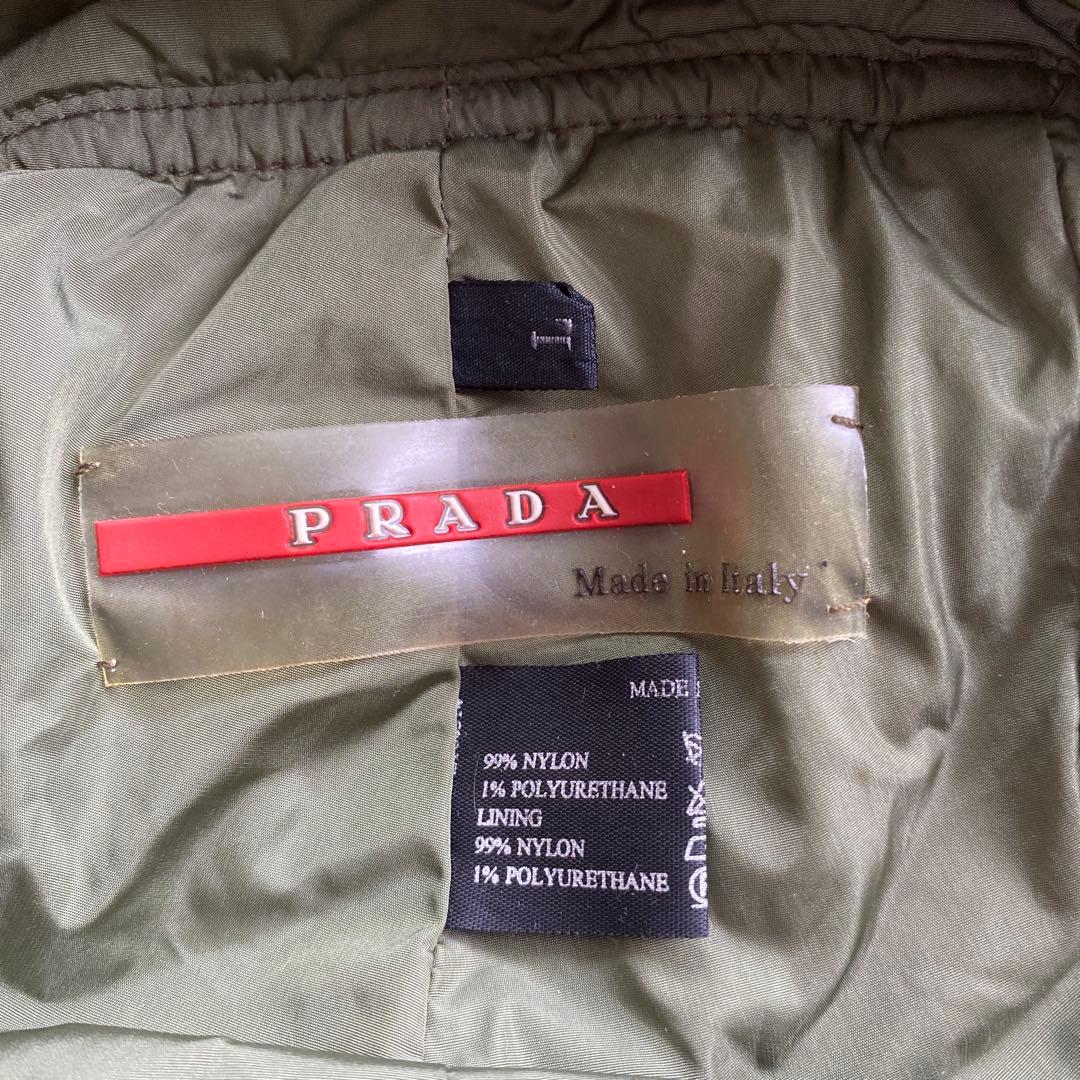 L
PRADA
Made in Italy
MADE
99% NYLON
1% POLYURETHANE
LINING
99% NYLON
1% POLYURETHANE